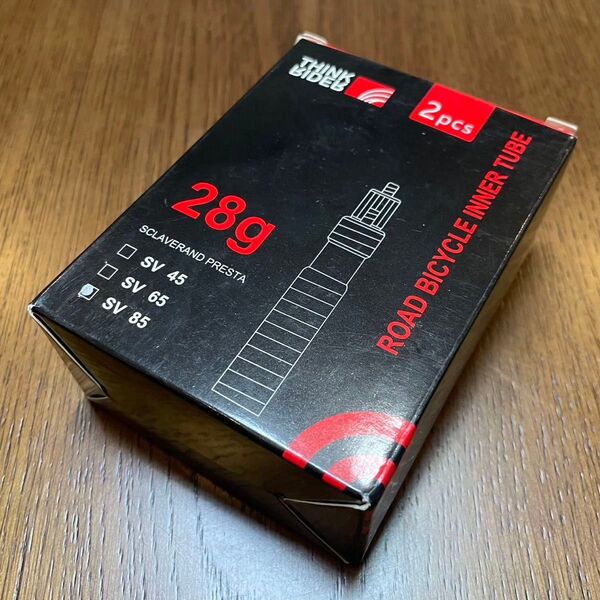 THINK
RIDER
2pcs
28g
SCLAVERAND PRESTA
SV 45
SV 65
SV 85
ROAD BICYCLE INNER TUBE